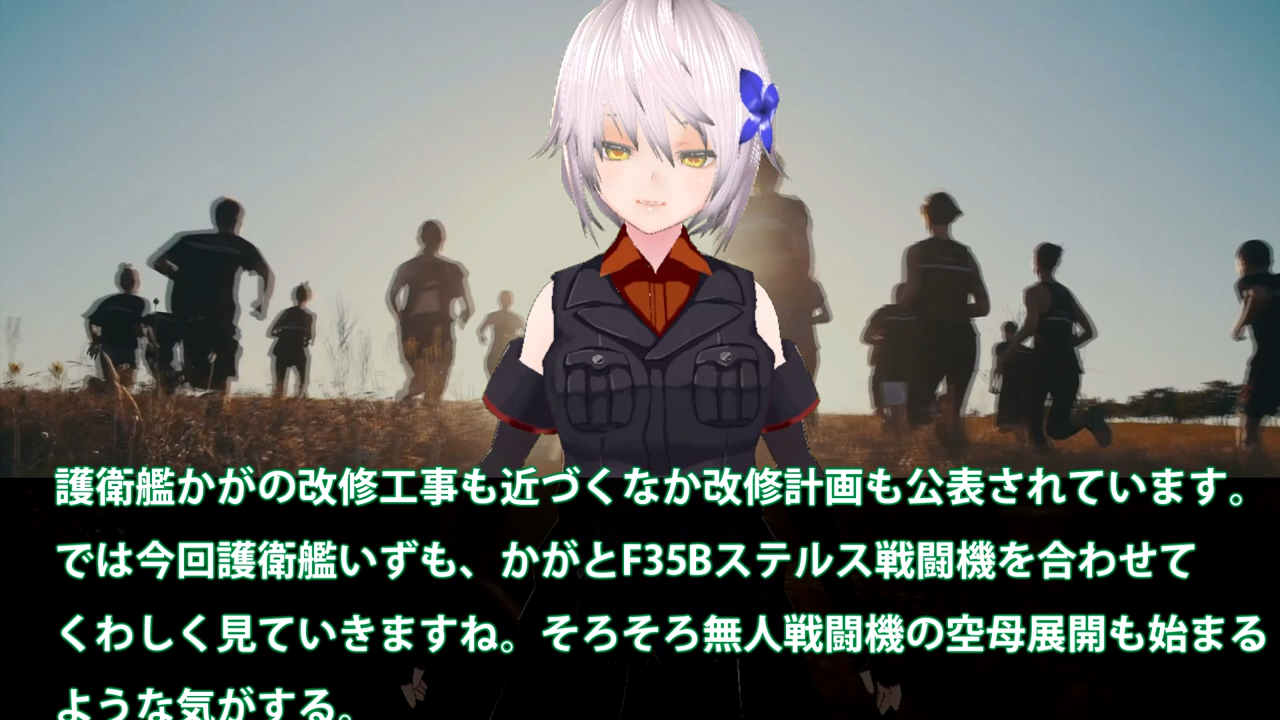 護衛艦かがの改修工事も近づくなか改修計画も公表されています。
では今回護衛艦いずも、かがとF35Bステルス戦闘機を合わせて
くわしく見ていきますね。そろそろ無人戦闘機の空母展開も始まる
ような気がする。